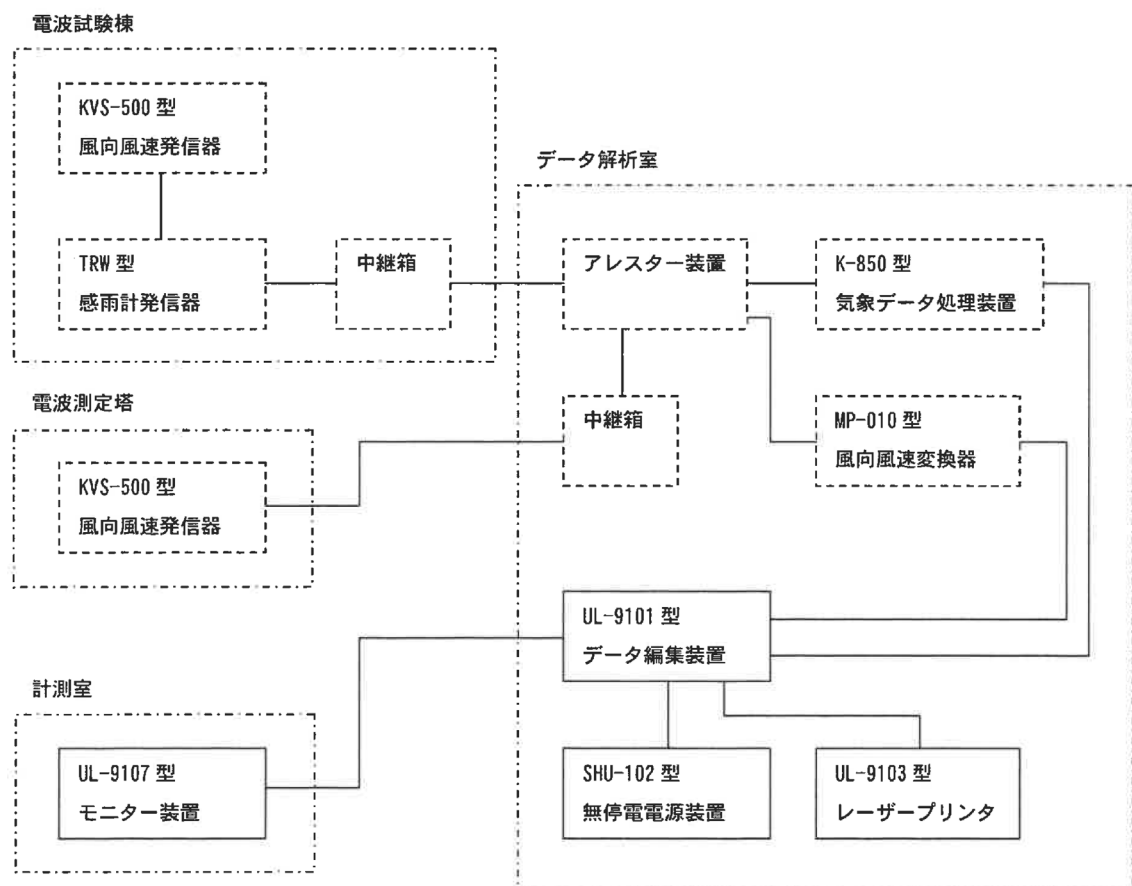 電波試験棟
KVS-500 型
風向風速発信器
TRW 型
感雨計発信器
中継箱
データ解析室
アレスター装置
K-850 型
気象データ処理装置
中継箱
MP-010 型
風向風速変換器
電波測定塔
KVS-500 型
風向風速発信器
UL-9101 型
データ編集装置
計測室
UL-9107 型
モニター装置
SHU-102 型
無停電電源装置
UL-9103 型
レーザープリンタ